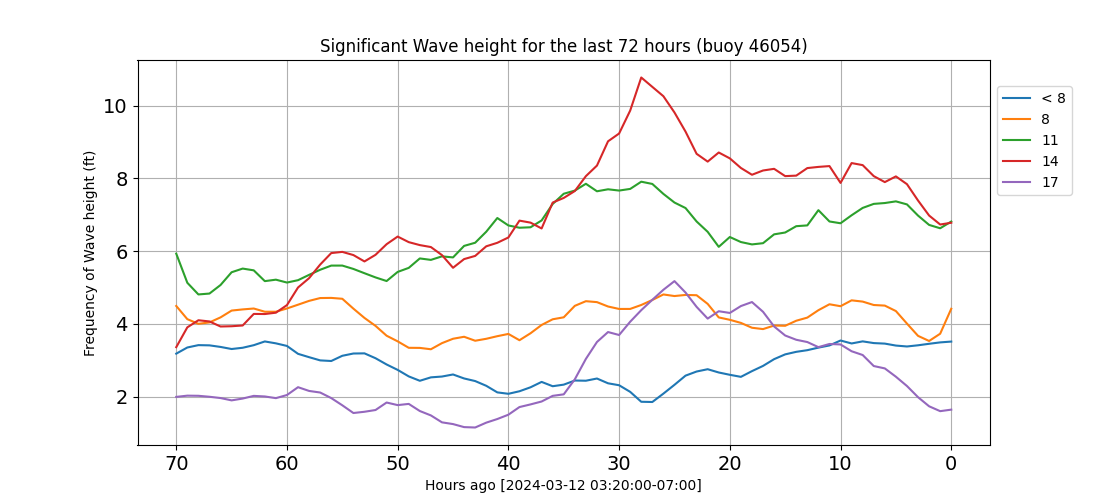 Significant Wave height for the last 72 hours (buoy 46054)
Frequency of Wave height (ft)
10
8
6
4
2
70 60 50 40 30 20 10 0
Hours ago [2024-03-12 03:20:00-07:00]
< 8
8
11
14
17